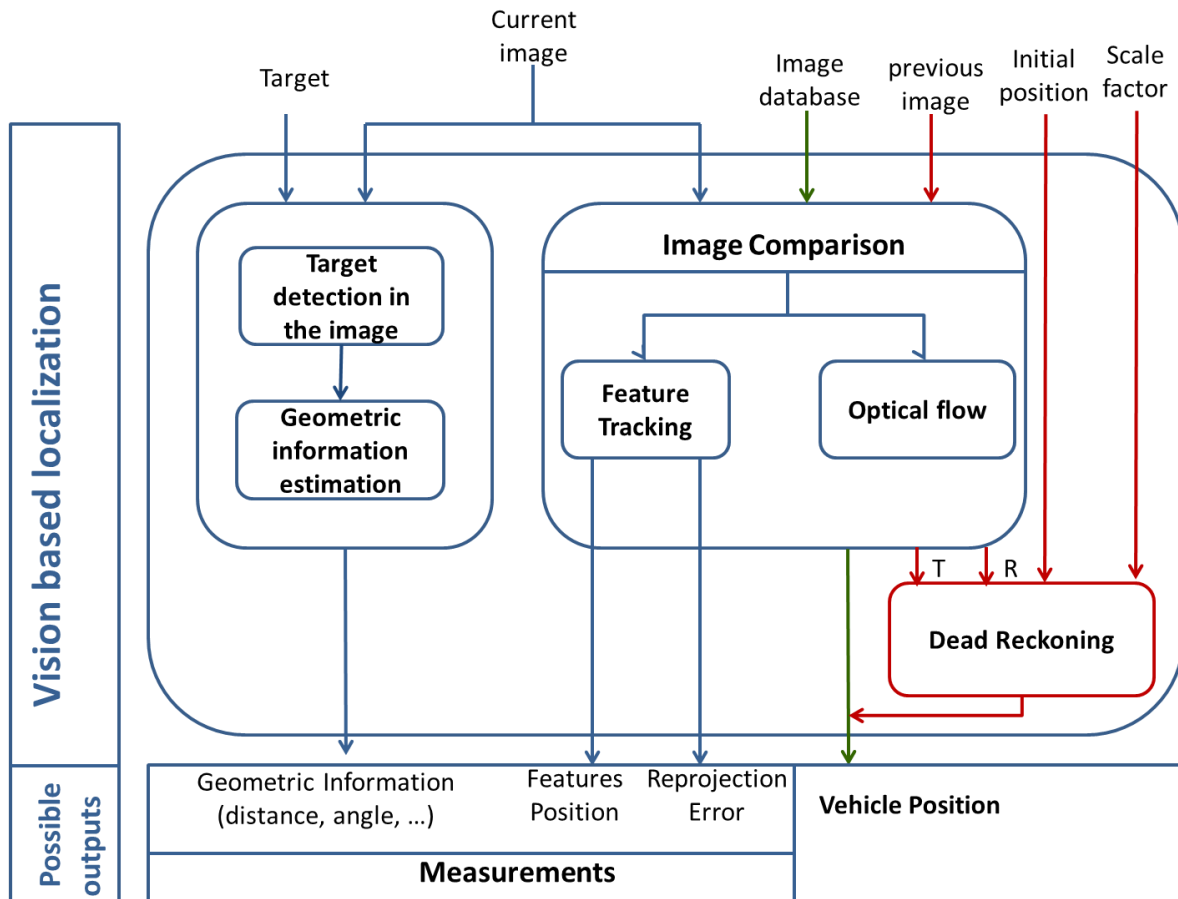 Current
image
Target
Image
database
previous
image
Initial
position
Scale
factor
Vision based localization
Image Comparison
Target
detection in
the image
Geometric
information
estimation
Feature
Tracking
Optical flow
T
R
Dead Reckoning
Possible
outputs
Geometric Information
(distance, angle, ...)
Features
Position
Reprojection
Error
Vehicle Position
Measurements